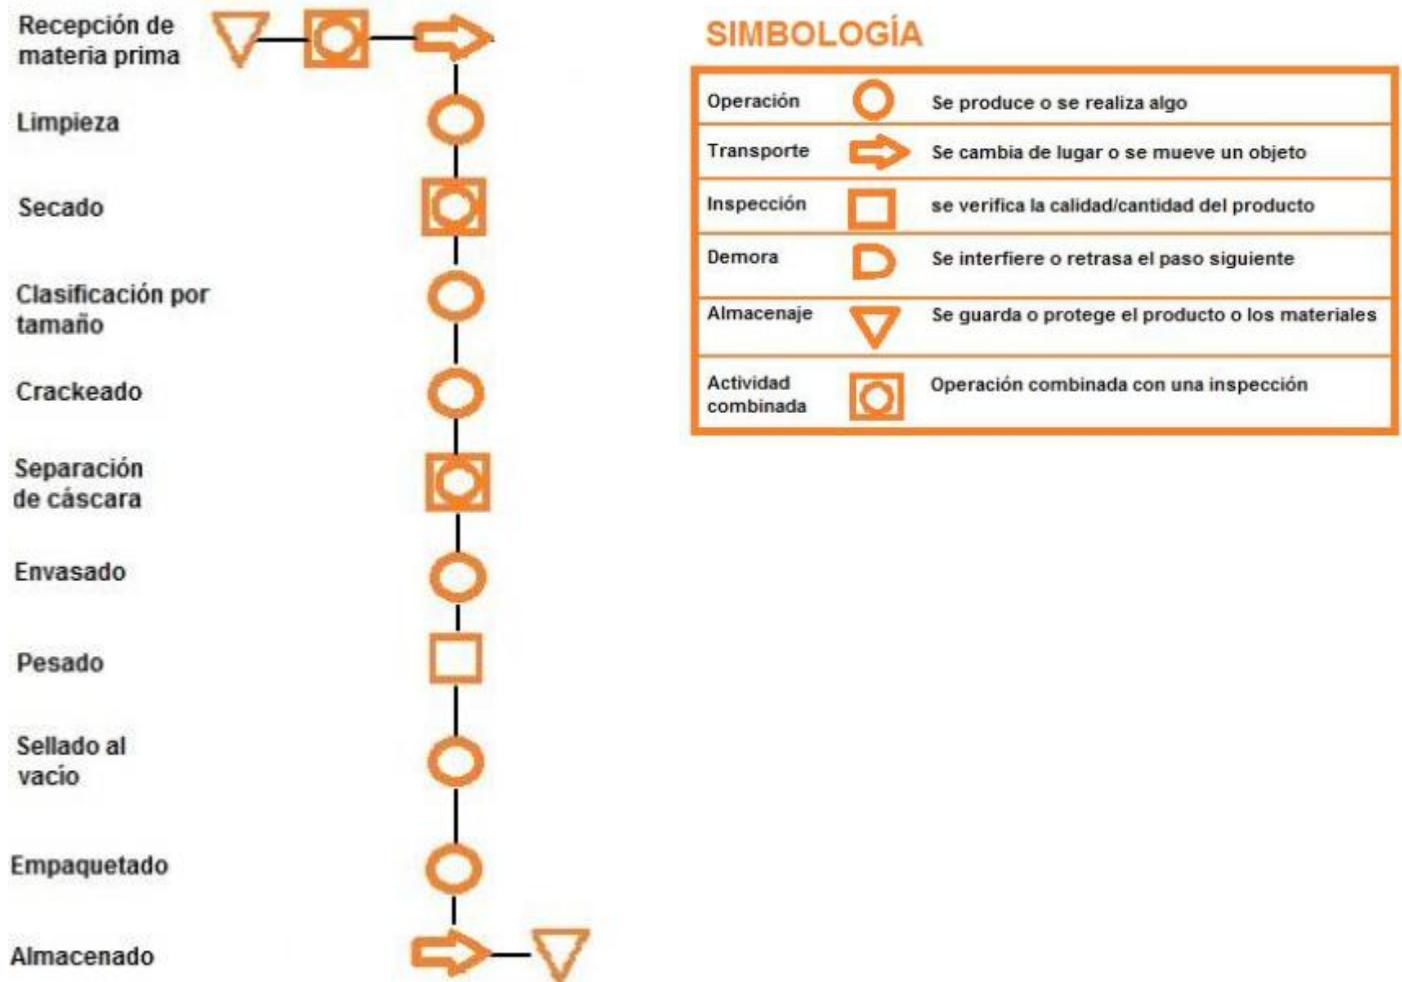 Recepción de
materia prima
Limpieza
Secado
Clasificación por
tamaño
Crackeado
Separación
de cáscara
Envasado
Pesado
Sellado al
vacío
Empaquetado
Almacenado
SIMBOLOGÍA
Operación Se produce o se realiza algo
Transporte Se cambia de lugar o se mueve un objeto
Inspección se verifica la calidad/cantidad del producto
Demora Se interfiere o retrasa el paso siguiente
Almacenaje Se guarda o protege el producto o los materiales
Actividad
combinada Operación combinada con una inspección